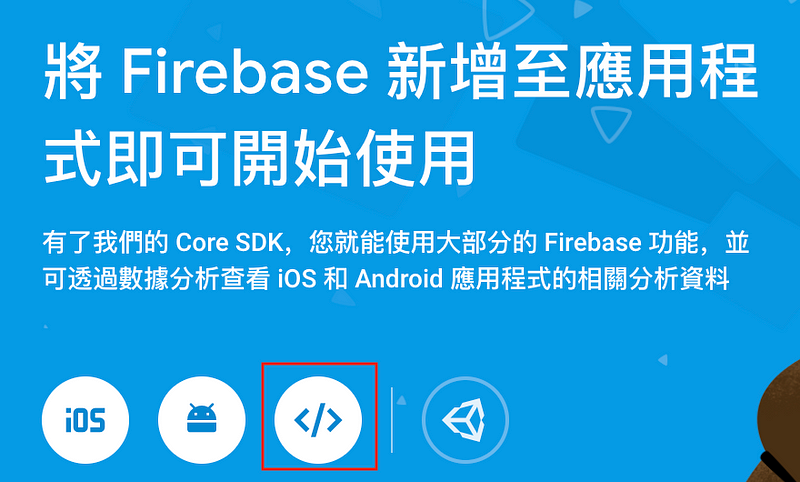 將 Firebase 新增至應用程
式即可開始使用
有了我們的 Core SDK，您就能使用大部分的 Firebase 功能，並
可透過數據分析查看 iOS 和 Android 應用程式的相關分析資料
iOS